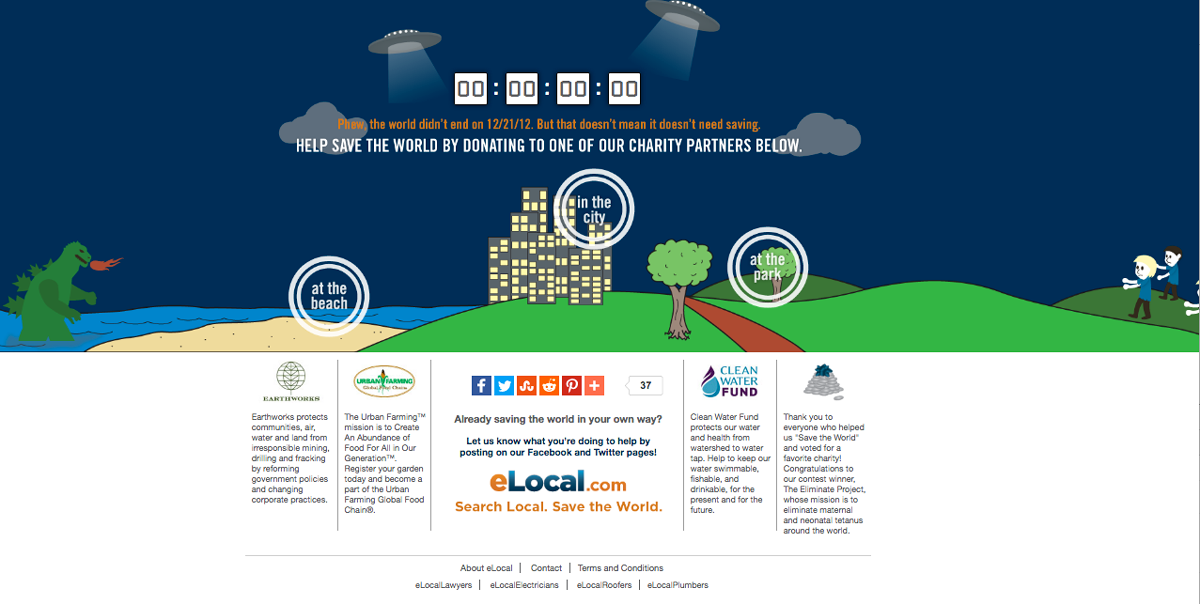 00 : 00 : 00 : 00
Phew, the world didn't end on 12/21/12. But that doesn't mean it doesn't need saving.
HELP SAVE THE WORLD BY DONATING TO ONE OF OUR CHARITY PARTNERS BELOW.
in the
city
at the
park
at the
beach
EARTHWORKS
Earthworks protects
communities, air,
water and land from
irresponsible mining,
drilling and fracking
by reforming
government policies
and changing
corporate practices.
URBAN FARMING
Global Food Chain
The Urban Farming™
mission is to Create
An Abundance of
Food For All in Our
Generation™.
Register your garden
today and become a
part of the Urban
Farming Global Food
Chain®.
37
Already saving the world in your own way?
Let us know what you're doing to help by
posting on our Facebook and Twitter pages!
eLocal.com
Search Local. Save the World.
CLEAN
WATER
FUND
Clean Water Fund
protects our water
and health from
watershed to water
tap. Help to keep our
water swimmable,
fishable, and
drinkable, for the
present and for the
future.
Thank you to
everyone who helped
us "Save the World"
and voted for a
favorite charity!
Congratulations to
our contest winner,
The Eliminate Project,
whose mission is to
eliminate maternal
and neonatal tetanus
around the world.
About eLocal | Contact | Terms and Conditions
eLocalLawyers | eLocalElectricians | eLocalRoofers | eLocalPlumbers